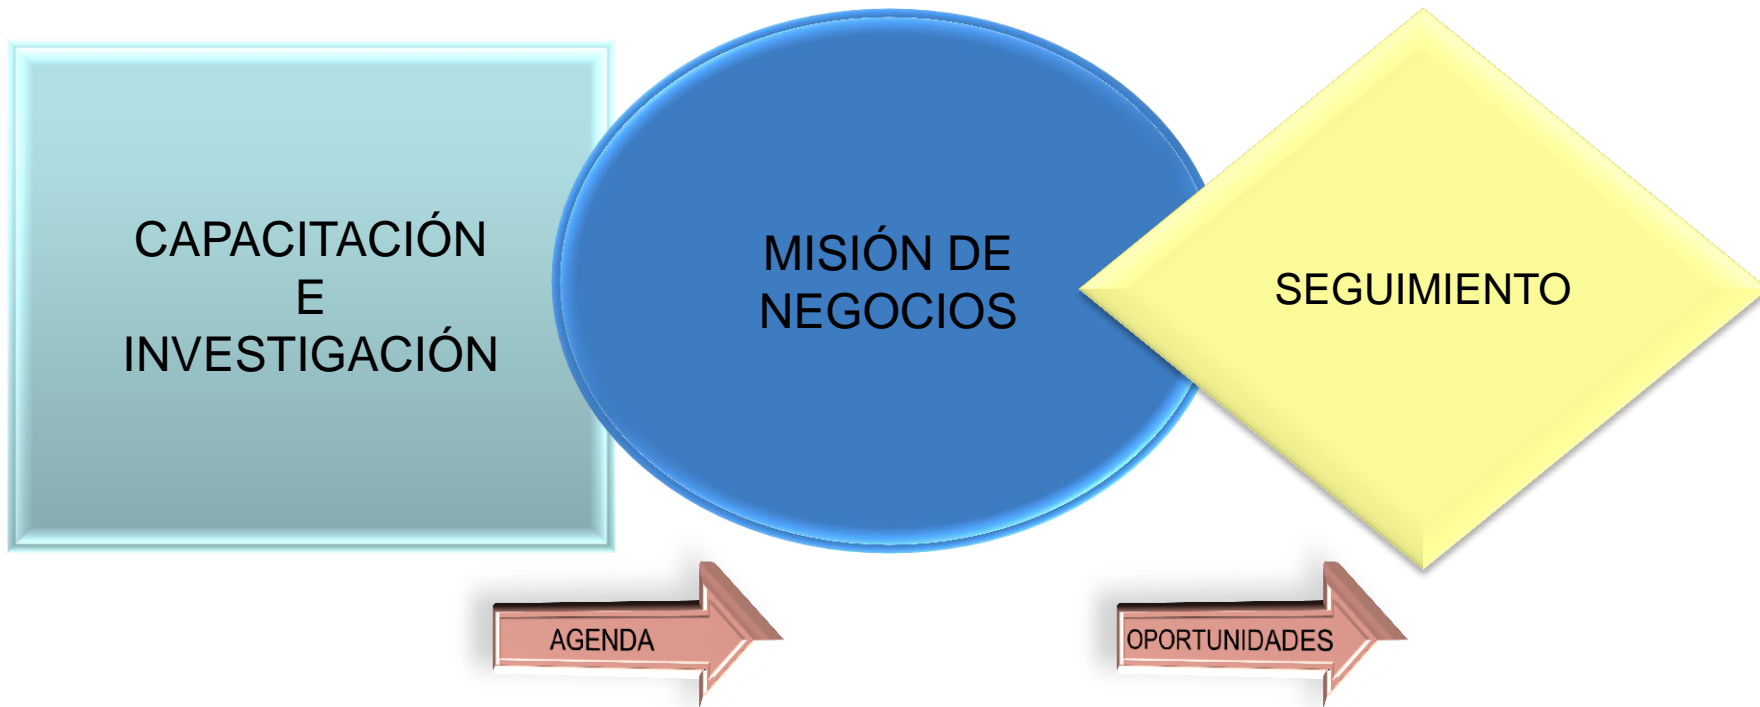 CAPACITACIÓN
E
INVESTIGACIÓN
MISIÓN DE
NEGOCIOS
SEGUIMIENTO
AGENDA
OPORTUNIDADES